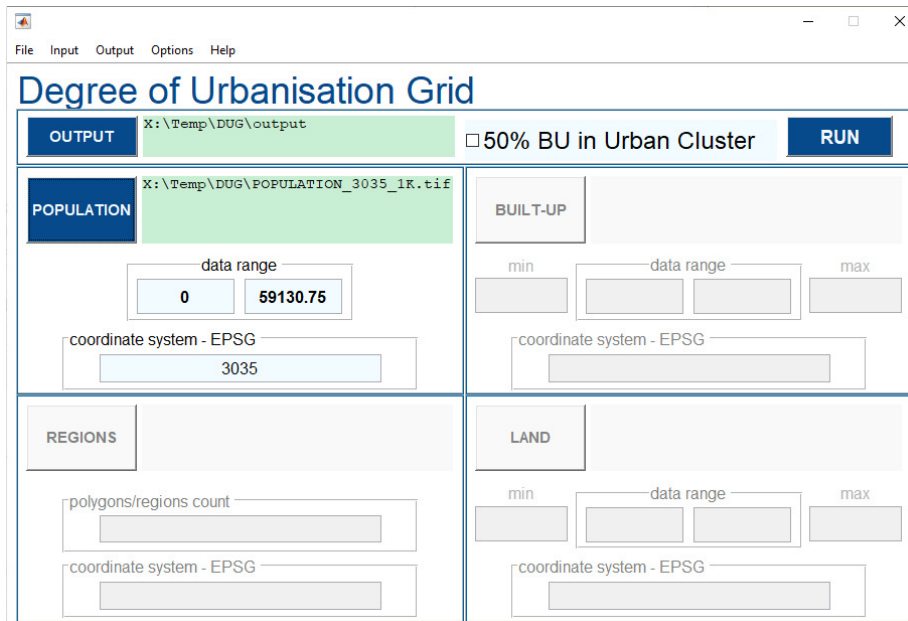 File Input Output Options Help
Degree of Urbanisation Grid
OUTPUT
X:\Temp\DUG\output
50% BU in Urban Cluster
RUN
POPULATION
X:\Temp\DUG\POPULATION_3035_1K.tif
data range
0 59130.75
coordinate system - EPSG
3035
BUILT-UP
min data range max
coordinate system - EPSG
REGIONS
polygons/regions count
coordinate system - EPSG
LAND
min data range max
coordinate system - EPSG